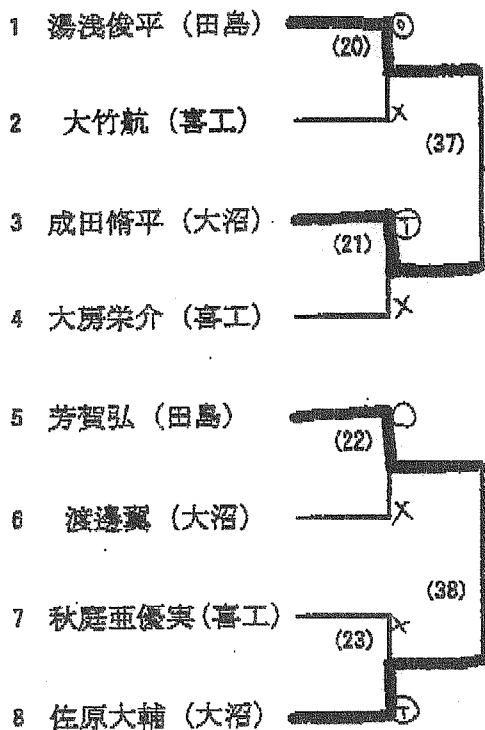 1 湯浅俊平（田島）
(20)
2 大竹航（喜工）
(37)
3 成田脩平（大沼）
(21)
4 大房栄介（喜工）
5 芳賀弘（田島）
(22)
6 渡邊翼（大沼）
(38)
7 秋庭亜優実（喜工）
(23)
8 佐原大輔（大沼）